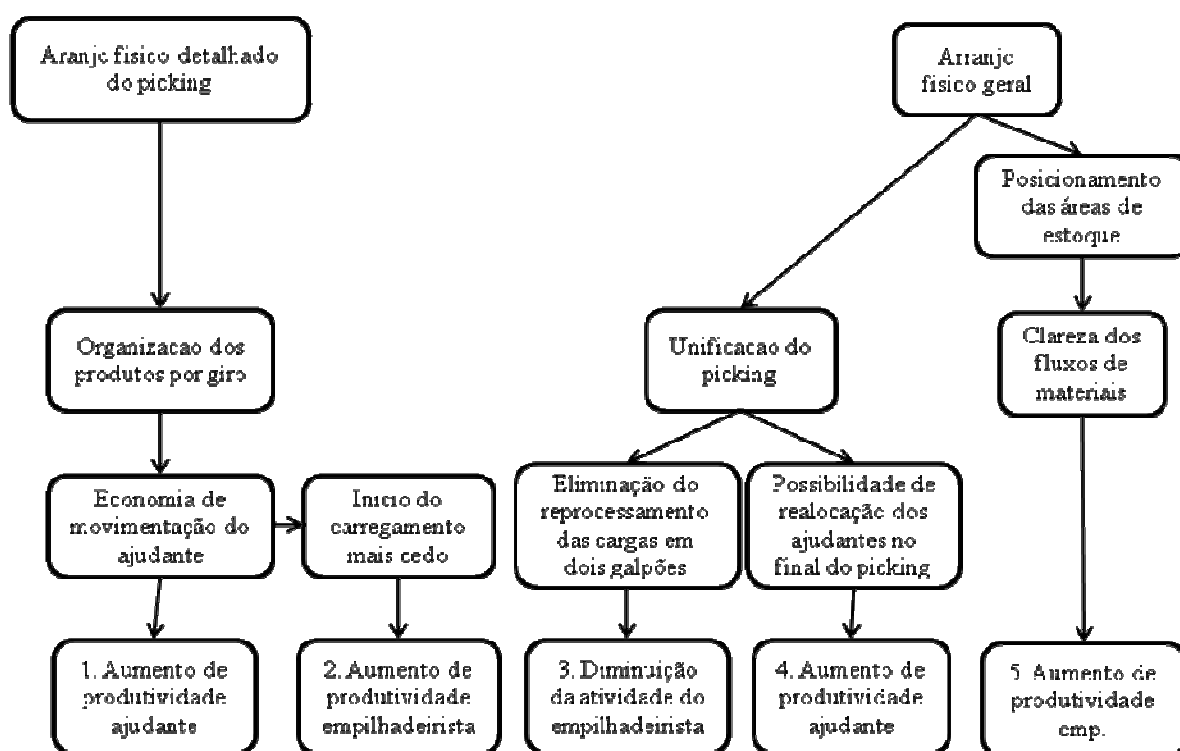 Aranjo fisico detalhado
do picking
Arranjo
fisico geral
Posicionamento
das áreas de
estoque
Organizacao dos
produtos por giro
Unificacao do
picking
Clareza dos
fluxos de
materiais
Economia de
movimentação do
ajudante
Inicio do
carregamento
mais cedo
Eliminação do
reprocessamento
das cargas em
dois galpões
Possibilidade de
realocação dos
ajudantes no
final do picking
1. Aumento de
produtividade
ajudante
2. Aumento de
produtividade
empilhadeirista
3. Diminuição
da atividade do
empilhadeirista
4. Aumento de
produtividade
ajudante
5. Aumento de
produtividade
emp.